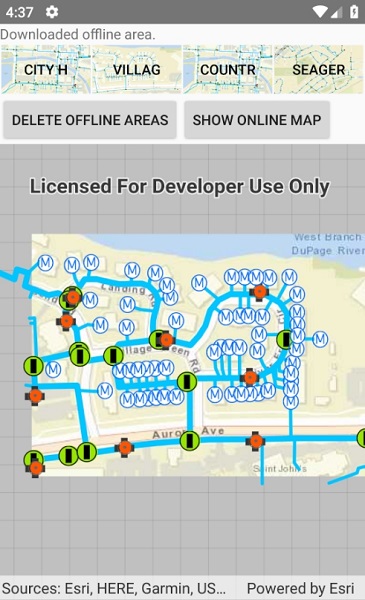 4:37
Downloaded offline area.
CITY H
VILLAG
COUNTR
SEAGER
DELETE OFFLINE AREAS
SHOW ONLINE MAP
Licensed For Developer Use Only
West Branch
DuPage River
Landing
Village Green Rd
Aurora Ave
Saint John's
Sources: Esri, HERE, Garmin, US...
Powered by Esri